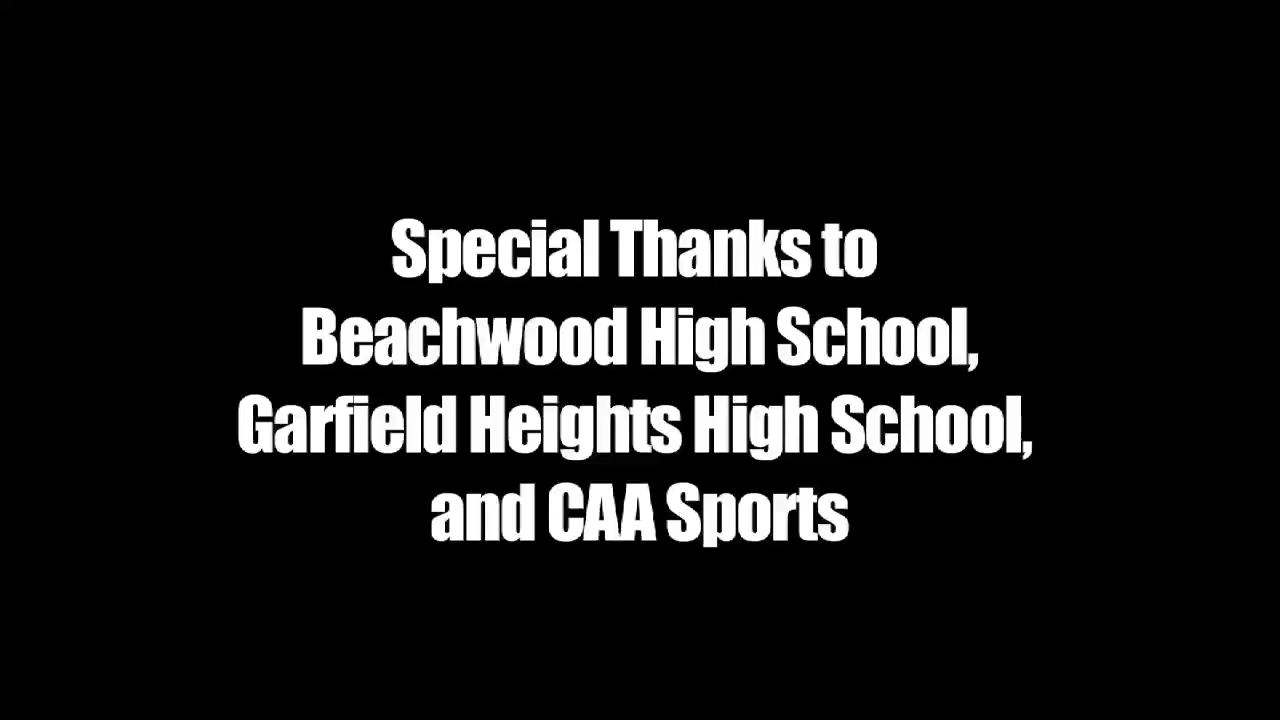 Special Thanks to
Beachwood High School,
Garfield Heights High School,
and CAA Sports